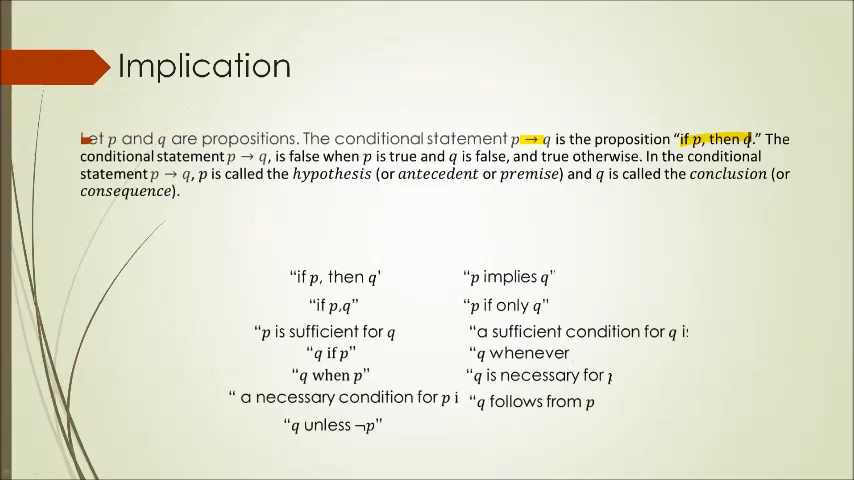 Implication
Let p and q are propositions. The conditional statement p → q is the proposition “if p, then q.” The
conditional statement p → q, is false when p is true and q is false, and true otherwise. In the conditional
statement p → q, p is called the hypothesis (or antecedent or premise) and q is called the conclusion (or
consequence).
“if p, then q'
“p implies q”
“if p,q”
“p if only q”
“p is sufficient for q
“a sufficient condition for q is
“q if p”
“q whenever
“q when p”
“q is necessary for
“ a necessary condition for p i
“q follows from p
“q unless ¬p”